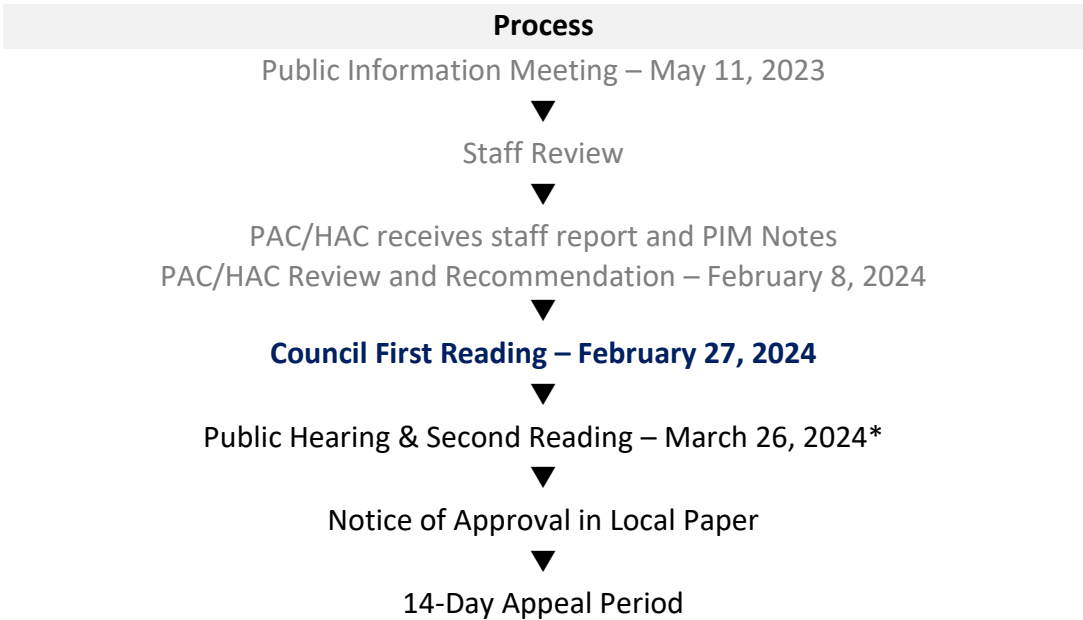 Process
Public Information Meeting – May 11, 2023
Staff Review
PAC/HAC receives staff report and PIM Notes
PAC/HAC Review and Recommendation – February 8, 2024
Council First Reading – February 27, 2024
Public Hearing & Second Reading – March 26, 2024*
Notice of Approval in Local Paper
14-Day Appeal Period